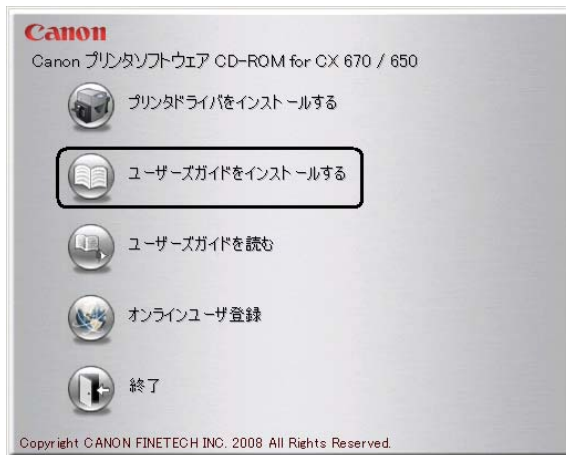 Canon
Canon プリンタソフトウェア CD-ROM for CX 670 / 650
プリンタドライバをインストールする
ユーザーズガイドをインストールする
ユーザーズガイドを読む
オンラインユーザ登録
終了
Copyright CANON FINETECH INC. 2008 All Rights Reserved.